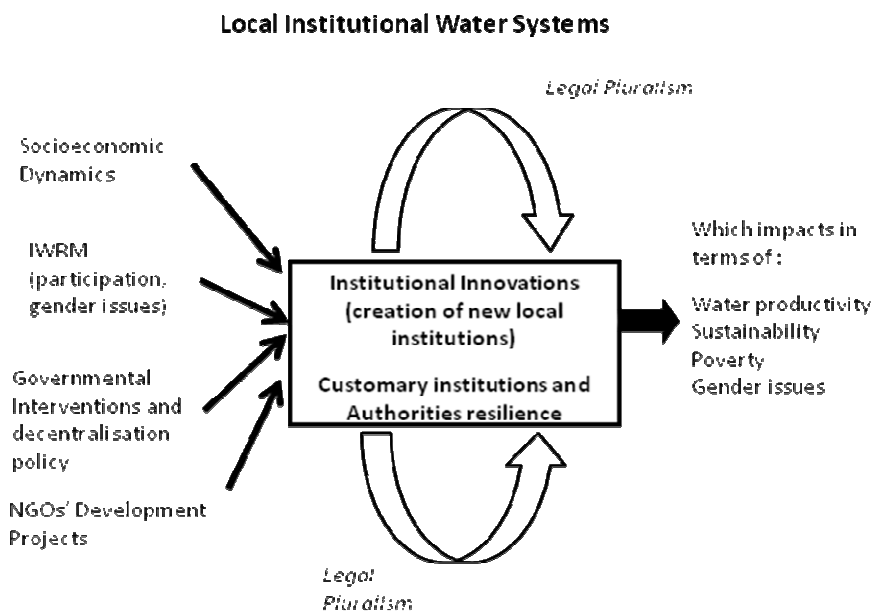 Local Institutional Water Systems
Legal Pluralism
Socioeconomic
Dynamics
IWRM
(participation,
gender issues)
Governmental
Interventions and
decentralisation
policy
NGOs' Development
Projects
Institutional Innovations
(creation of new local
institutions)
Customary institutions and
Authorities resilience
Which impacts in
terms of :
Water productivity
Sustainability
Poverty
Gender issues
Legal
Pluralism